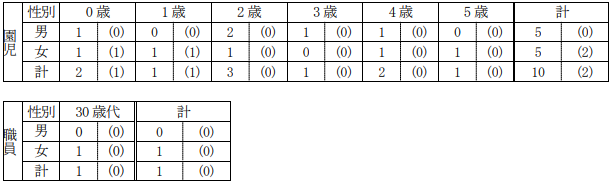 園児 性別 0歳 1歳 2歳 3歳 4歳 5歳 計
男 1 (0) 0 (0) 2 (0) 1 (0) 1 (0) 0 (0) 5 (0)
女 1 (1) 1 (1) 1 (0) 0 (0) 1 (0) 1 (0) 5 (2)
計 2 (1) 1 (1) 3 (0) 1 (0) 2 (0) 1 (0) 10 (2)
職員 性別 30歳代 計
男 0 (0) 0 (0)
女 1 (0) 1 (0)
計 1 (0) 1 (0)